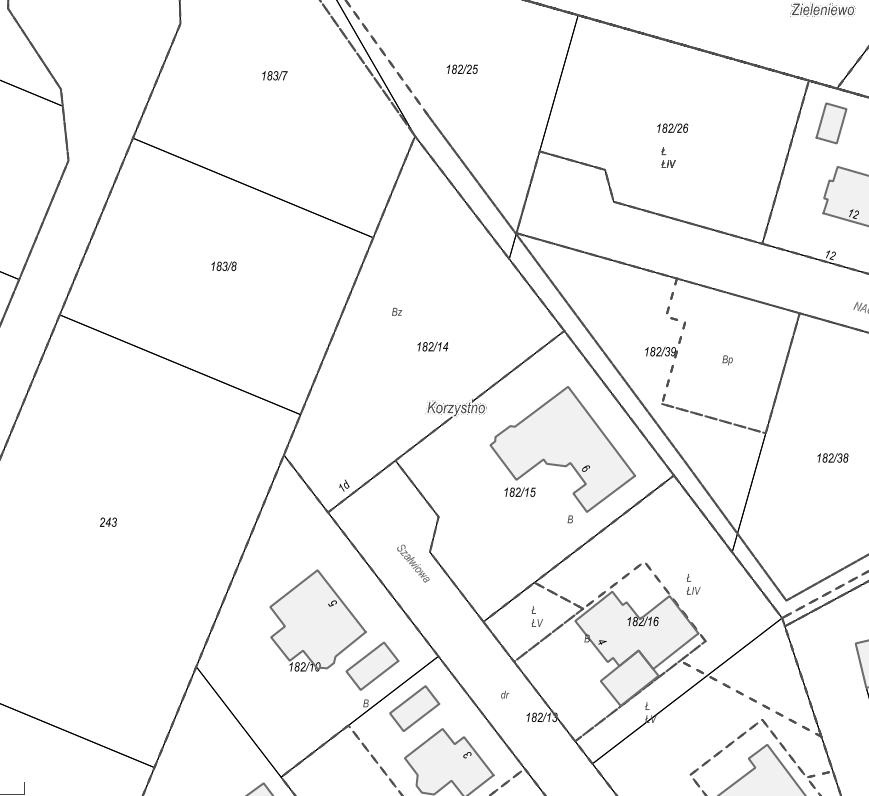 Zieleniewo
183/7
182/25
182/26
Ł
ŁIV
12
12
183/8
Bz
182/14
182/39
Bp
Korzystno
182/38
1d
6
182/15
B
243
Szałwiowa
Ł
ŁIV
5
Ł
ŁV
182/16
B
4
182/10
B
dr
182/13
Ł
ŁV
3